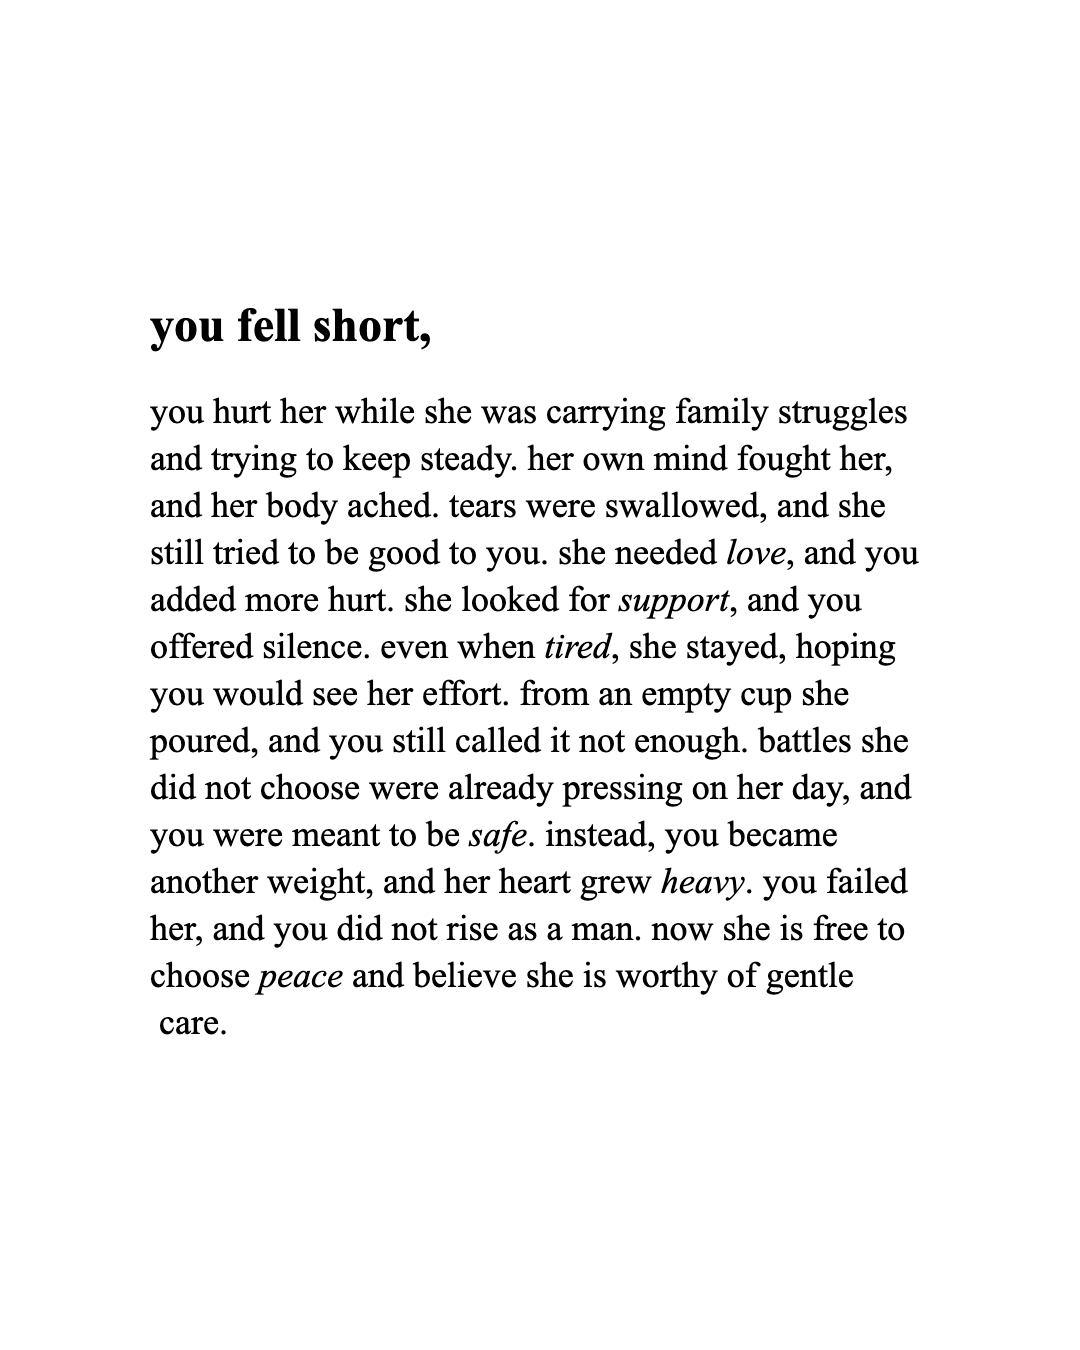 you fell short,
you hurt her while she was carrying family struggles
and trying to keep steady. her own mind fought her,
and her body ached. tears were swallowed, and she
still tried to be good to you. she needed love, and you
added more hurt. she looked for support, and you
offered silence. even when tired, she stayed, hoping
you would see her effort. from an empty cup she
poured, and you still called it not enough. battles she
did not choose were already pressing on her day, and
you were meant to be safe. instead, you became
another weight, and her heart grew heavy. you failed
her, and you did not rise as a man. now she is free to
choose peace and believe she is worthy of gentle
care.